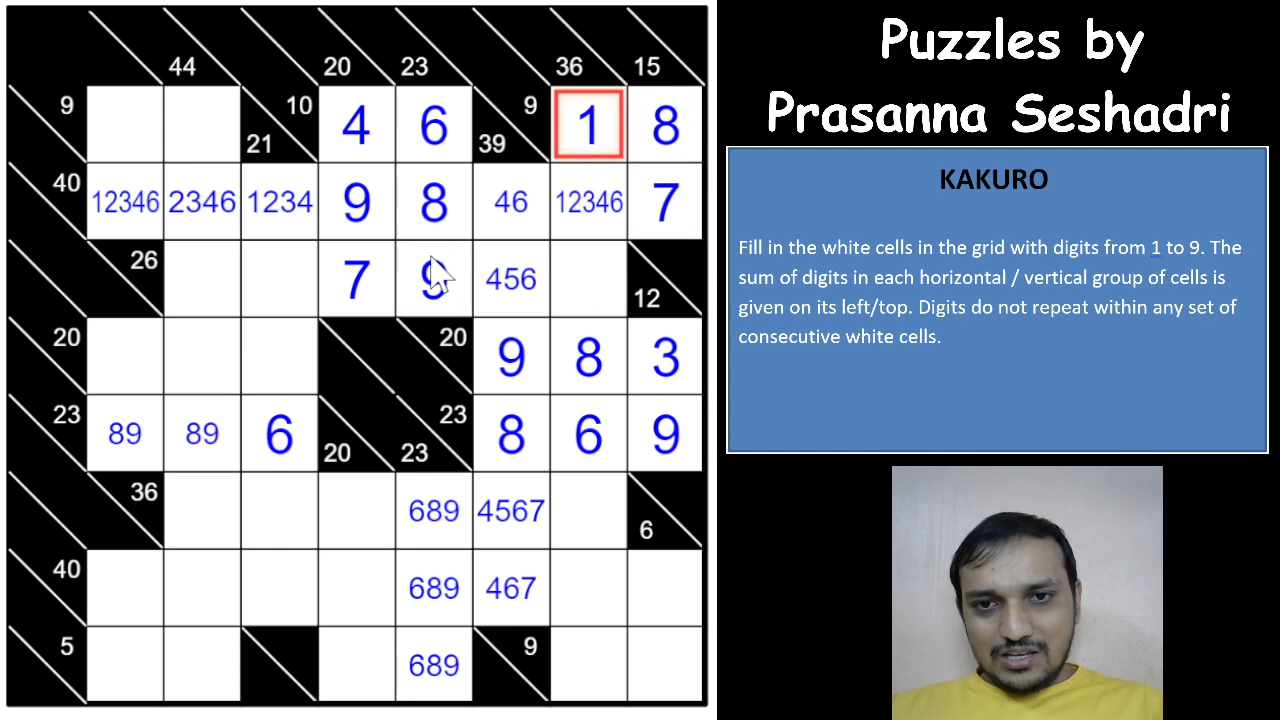 Puzzles by
Prasanna Seshadri
KAKURO
Fill in the white cells in the grid with digits from 1 to 9. The
sum of digits in each horizontal / vertical group of cells is
given on its left/top. Digits do not repeat within any set of
consecutive white cells.
44 20 23 36 15
9 21 10 4 6 39 9 1 8
40 12346 2346 1234 9 8 46 12346 7
26 7 9 456 12
20 20 9 8 3
23 89 89 6 20 23 23 8 6 9
36 689 4567 6
40 689 467
5 689 9